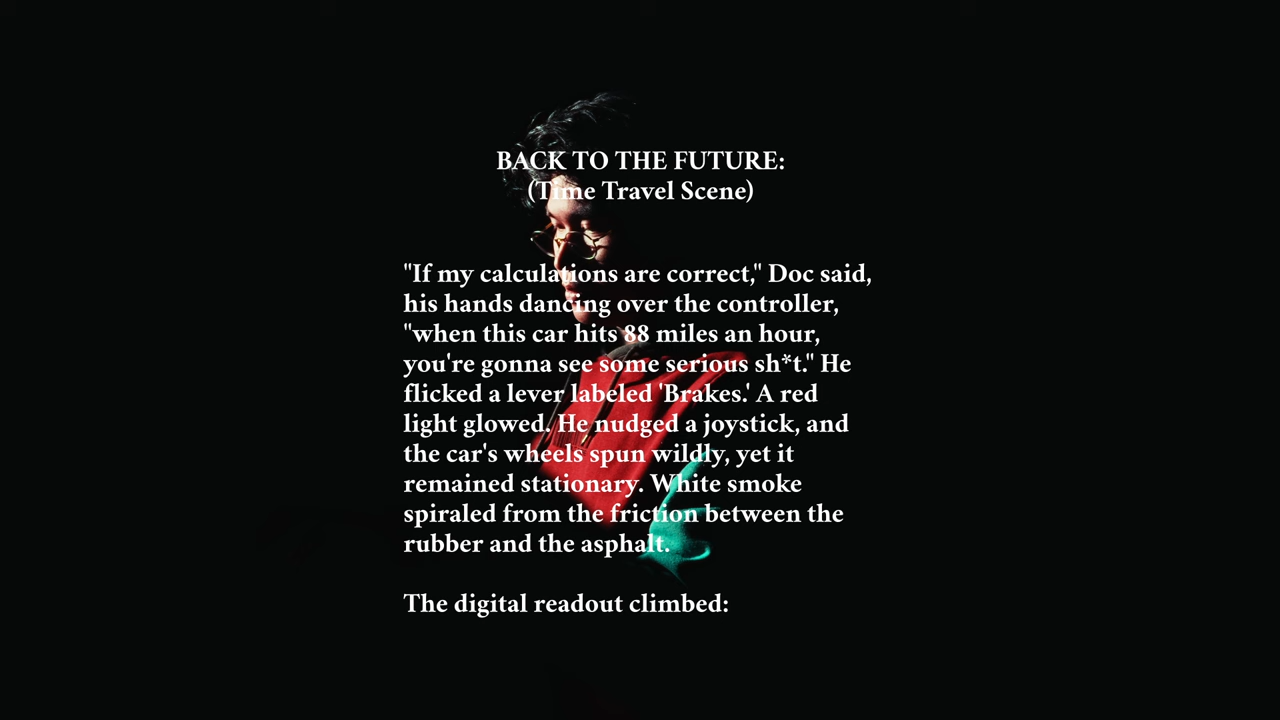 BACK TO THE FUTURE:
(Time Travel Scene)
"If my calculations are correct," Doc said,
his hands dancing over the controller,
"when this car hits 88 miles an hour,
you're gonna see some serious sh*t." He
flicked a lever labeled 'Brakes.' A red
light glowed. He nudged a joystick, and
the car's wheels spun wildly, yet it
remained stationary. White smoke
spiraled from the friction between the
rubber and the asphalt.
The digital readout climbed: